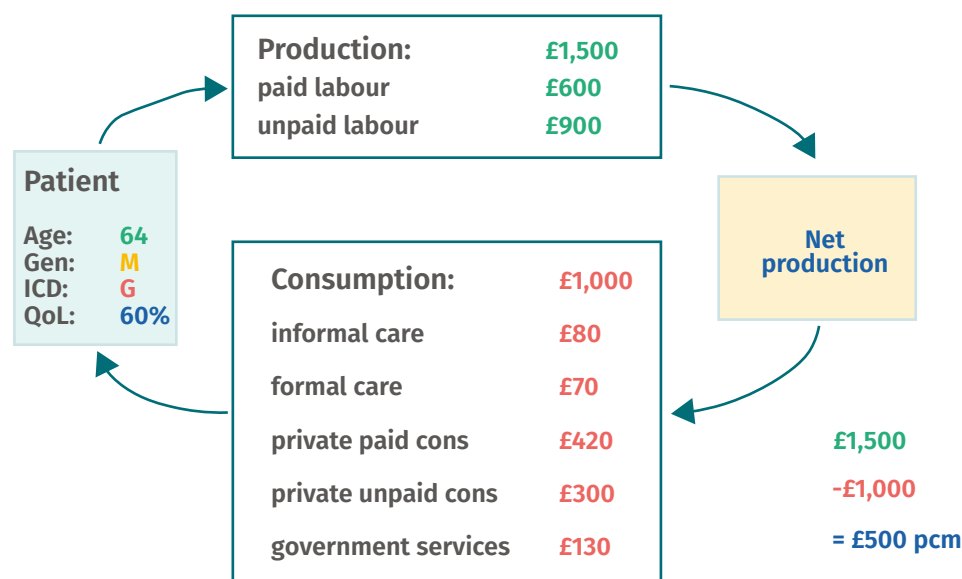 Production: £1,500
paid labour £600
unpaid labour £900
Patient
Age: 64
Gen: M
ICD: G
QoL: 60%
Net
production
Consumption: £1,000
informal care £80
formal care £70
private paid cons £420
private unpaid cons £300
government services £130
£1,500
-£1,000
= £500 pcm